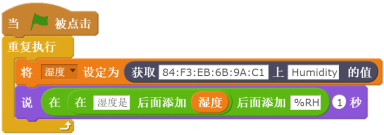 当 被点击
重复执行
将 湿度 设定为 获取 84:F3:EB:6B:9A:C1 上 Humidity 的值
说 在 在 湿度是 后面添加 湿度 后面添加 %RH 1 秒